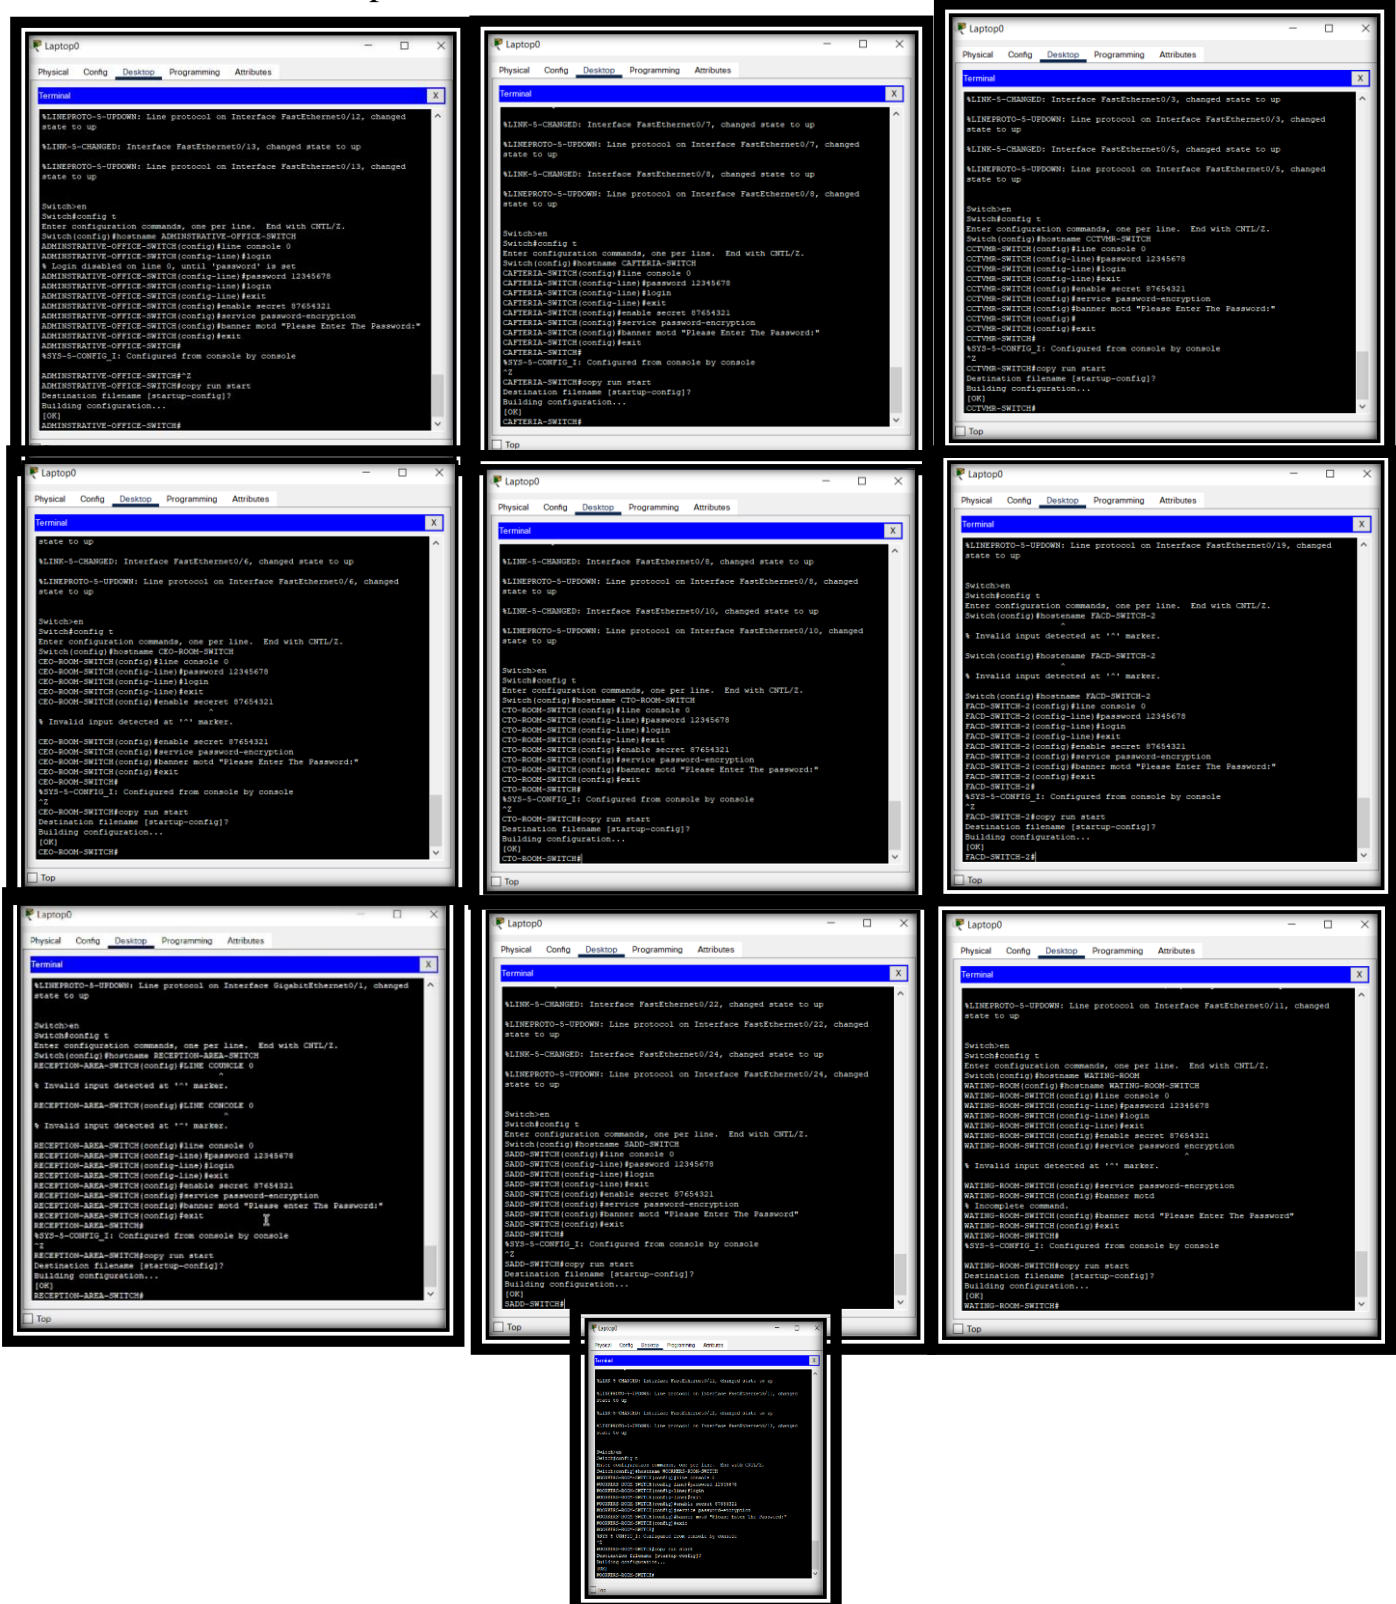 Laptop0
Physical Config Desktop Programming Attributes
Terminal X
%LINEPROTO-5-UPDOWN: Line protocol on Interface FastEthernet0/12, changed
state to up
%LINK-5-CHANGED: Interface FastEthernet0/13, changed state to up
%LINEPROTO-5-UPDOWN: Line protocol on Interface FastEthernet0/13, changed
state to up
Switch>en
Switch#config t
Enter configuration commands, one per line. End with CNTL/Z.
Switch(config)#hostname ADMINSTRATIVE-OFFICE-SWITCH
ADMINSTRATIVE-OFFICE-SWITCH(config)#line console 0
ADMINSTRATIVE-OFFICE-SWITCH(config-line)#login
% Login disabled on line 0, until 'password' is set
ADMINSTRATIVE-OFFICE-SWITCH(config-line)#password 12345678
ADMINSTRATIVE-OFFICE-SWITCH(config-line)#login
ADMINSTRATIVE-OFFICE-SWITCH(config-line)#exit
ADMINSTRATIVE-OFFICE-SWITCH(config)#enable secret 87654321
ADMINSTRATIVE-OFFICE-SWITCH(config)#service password-encryption
ADMINSTRATIVE-OFFICE-SWITCH(config)#banner motd "Please Enter The Password:"
ADMINSTRATIVE-OFFICE-SWITCH(config)#exit
ADMINSTRATIVE-OFFICE-SWITCH#
%SYS-5-CONFIG_I: Configured from console by console
ADMINSTRATIVE-OFFICE-SWITCH#^Z
ADMINSTRATIVE-OFFICE-SWITCH#copy run start
Destination filename [startup-config]?
Building configuration...
[OK]
ADMINSTRATIVE-OFFICE-SWITCH#
Laptop0
Physical Config Desktop Programming Attributes
Terminal X
%LINK-5-CHANGED: Interface FastEthernet0/7, changed state to up
%LINEPROTO-5-UPDOWN: Line protocol on Interface FastEthernet0/7, changed
state to up
%LINK-5-CHANGED: Interface FastEthernet0/8, changed state to up
%LINEPROTO-5-UPDOWN: Line protocol on Interface FastEthernet0/8, changed
state to up
Switch>en
Switch#config t
Enter configuration commands, one per line. End with CNTL/Z.
Switch(config)#hostname CAFTERIA-SWITCH
CAFTERIA-SWITCH(config)#line console 0
CAFTERIA-SWITCH(config-line)#password 12345678
CAFTERIA-SWITCH(config-line)#login
CAFTERIA-SWITCH(config-line)#exit
CAFTERIA-SWITCH(config)#enable secret 87654321
CAFTERIA-SWITCH(config)#service password-encryption
CAFTERIA-SWITCH(config)#banner motd "Please Enter The Password:"
CAFTERIA-SWITCH(config)#exit
CAFTERIA-SWITCH#
%SYS-5-CONFIG_I: Configured from console by console
^Z
CAFTERIA-SWITCH#copy run start
Destination filename [startup-config]?
Building configuration...
[OK]
CAFTERIA-SWITCH#
Top
Laptop0
Physical Config Desktop Programming Attributes
Terminal X
%LINK-5-CHANGED: Interface FastEthernet0/3, changed state to up
%LINEPROTO-5-UPDOWN: Line protocol on Interface FastEthernet0/3, changed
state to up
%LINK-5-CHANGED: Interface FastEthernet0/5, changed state to up
%LINEPROTO-5-UPDOWN: Line protocol on Interface FastEthernet0/5, changed
state to up
Switch>en
Switch#config t
Enter configuration commands, one per line. End with CNTL/Z.
Switch(config)#hostname CCTVMR-SWITCH
CCTVMR-SWITCH(config)#line console 0
CCTVMR-SWITCH(config-line)#password 12345678
CCTVMR-SWITCH(config-line)#login
CCTVMR-SWITCH(config-line)#exit
CCTVMR-SWITCH(config)#enable secret 87654321
CCTVMR-SWITCH(config)#service password-encryption
CCTVMR-SWITCH(config)#banner motd "Please Enter The Password:"
CCTVMR-SWITCH(config)#
CCTVMR-SWITCH(config)#exit
CCTVMR-SWITCH#
%SYS-5-CONFIG_I: Configured from console by console
^Z
CCTVMR-SWITCH#copy run start
Destination filename [startup-config]?
Building configuration...
[OK]
CCTVMR-SWITCH#
Top
Laptop0
Physical Config Desktop Programming Attributes
Terminal X
state to up
%LINK-5-CHANGED: Interface FastEthernet0/6, changed state to up
%LINEPROTO-5-UPDOWN: Line protocol on Interface FastEthernet0/6, changed
state to up
Switch>en
Switch#config t
Enter configuration commands, one per line. End with CNTL/Z.
Switch(config)#hostname CEO-ROOM-SWITCH
CEO-ROOM-SWITCH(config)#line console 0
CEO-ROOM-SWITCH(config-line)#password 12345678
CEO-ROOM-SWITCH(config-line)#login
CEO-ROOM-SWITCH(config-line)#exit
CEO-ROOM-SWITCH(config)#enable seceret 87654321
^
% Invalid input detected at '^' marker.
CEO-ROOM-SWITCH(config)#enable secret 87654321
CEO-ROOM-SWITCH(config)#service password-encryption
CEO-ROOM-SWITCH(config)#banner motd "Please Enter The Password:"
CEO-ROOM-SWITCH(config)#exit
CEO-ROOM-SWITCH#
%SYS-5-CONFIG_I: Configured from console by console
^Z
CEO-ROOM-SWITCH#copy run start
Destination filename [startup-config]?
Building configuration...
[OK]
CEO-ROOM-SWITCH#
Top
Laptop0
Physical Config Desktop Programming Attributes
Terminal X
%LINK-5-CHANGED: Interface FastEthernet0/8, changed state to up
%LINEPROTO-5-UPDOWN: Line protocol on Interface FastEthernet0/8, changed
state to up
%LINK-5-CHANGED: Interface FastEthernet0/10, changed state to up
%LINEPROTO-5-UPDOWN: Line protocol on Interface FastEthernet0/10, changed
state to up
Switch>en
Switch#config t
Enter configuration commands, one per line. End with CNTL/Z.
Switch(config)#hostname CTO-ROOM-SWITCH
CTO-ROOM-SWITCH(config)#line console 0
CTO-ROOM-SWITCH(config-line)#password 12345678
CTO-ROOM-SWITCH(config-line)#login
CTO-ROOM-SWITCH(config-line)#exit
CTO-ROOM-SWITCH(config)#enable secret 87654321
CTO-ROOM-SWITCH(config)#service password-encryption
CTO-ROOM-SWITCH(config)#banner motd "Please Enter The password:"
CTO-ROOM-SWITCH(config)#exit
CTO-ROOM-SWITCH#
%SYS-5-CONFIG_I: Configured from console by console
^Z
CTO-ROOM-SWITCH#copy run start
Destination filename [startup-config]?
Building configuration...
[OK]
CTO-ROOM-SWITCH#
Top
Laptop0
Physical Config Desktop Programming Attributes
Terminal X
%LINEPROTO-5-UPDOWN: Line protocol on Interface FastEthernet0/19, changed
state to up
Switch>en
Switch#config t
Enter configuration commands, one per line. End with CNTL/Z.
Switch(config)#hostename FACD-SWITCH-2
^
% Invalid input detected at '^' marker.
Switch(config)#hostename FACD-SWITCH-2
^
% Invalid input detected at '^' marker.
Switch(config)#hostname FACD-SWITCH-2
FACD-SWITCH-2(config)#line console 0
FACD-SWITCH-2(config-line)#password 12345678
FACD-SWITCH-2(config-line)#login
FACD-SWITCH-2(config-line)#exit
FACD-SWITCH-2(config)#enable secret 87654321
FACD-SWITCH-2(config)#service password-encryption
FACD-SWITCH-2(config)#banner motd "Please Enter The Password:"
FACD-SWITCH-2(config)#exit
FACD-SWITCH-2#
%SYS-5-CONFIG_I: Configured from console by console
^Z
FACD-SWITCH-2#copy run start
Destination filename [startup-config]?
Building configuration...
[OK]
FACD-SWITCH-2#
Top
Laptop0
Physical Config Desktop Programming Attributes
Terminal X
%LINEPROTO-5-UPDOWN: Line protocol on Interface GigabitEthernet0/1, changed
state to up
Switch>en
Switch#config t
Enter configuration commands, one per line. End with CNTL/Z.
Switch(config)#hostname RECEPTION-AREA-SWITCH
RECEPTION-AREA-SWITCH(config)#LINE COUNCLE 0
^
% Invalid input detected at '^' marker.
RECEPTION-AREA-SWITCH(config)#LINE CONCOLE 0
^
% Invalid input detected at '^' marker.
RECEPTION-AREA-SWITCH(config)#line console 0
RECEPTION-AREA-SWITCH(config-line)#password 12345678
RECEPTION-AREA-SWITCH(config-line)#login
RECEPTION-AREA-SWITCH(config-line)#exit
RECEPTION-AREA-SWITCH(config)#enable secret 87654321
RECEPTION-AREA-SWITCH(config)#service password-encryption
RECEPTION-AREA-SWITCH(config)#banner motd "Please enter The Password:"
RECEPTION-AREA-SWITCH(config)#exit
RECEPTION-AREA-SWITCH#
%SYS-5-CONFIG_I: Configured from console by console
^Z
RECEPTION-AREA-SWITCH#copy run start
Destination filename [startup-config]?
Building configuration...
[OK]
RECEPTION-AREA-SWITCH#
Top
Laptop0
Physical Config Desktop Programming Attributes
Terminal X
%LINK-5-CHANGED: Interface FastEthernet0/22, changed state to up
%LINEPROTO-5-UPDOWN: Line protocol on Interface FastEthernet0/22, changed
state to up
%LINK-5-CHANGED: Interface FastEthernet0/24, changed state to up
%LINEPROTO-5-UPDOWN: Line protocol on Interface FastEthernet0/24, changed
state to up
Switch>en
Switch#config t
Enter configuration commands, one per line. End with CNTL/Z.
Switch(config)#hostname SADD-SWITCH
SADD-SWITCH(config)#line console 0
SADD-SWITCH(config-line)#password 12345678
SADD-SWITCH(config-line)#login
SADD-SWITCH(config-line)#exit
SADD-SWITCH(config)#enable secret 87654321
SADD-SWITCH(config)#service password-encryption
SADD-SWITCH(config)#banner motd "Please Enter The Password"
SADD-SWITCH(config)#exit
SADD-SWITCH#
%SYS-5-CONFIG_I: Configured from console by console
^Z
SADD-SWITCH#copy run start
Destination filename [startup-config]?
Building configuration...
[OK]
SADD-SWITCH#
Top
Laptop0
Physical Config Desktop Programming Attributes
Terminal X
%LINEPROTO-5-UPDOWN: Line protocol on Interface FastEthernet0/11, changed
state to up
Switch>en
Switch#config t
Enter configuration commands, one per line. End with CNTL/Z.
Switch(config)#hostname WATING-ROOM
WATING-ROOM(config)#hostname WATING-ROOM-SWITCH
WATING-ROOM-SWITCH(config)#line console 0
WATING-ROOM-SWITCH(config-line)#password 12345678
WATING-ROOM-SWITCH(config-line)#login
WATING-ROOM-SWITCH(config-line)#exit
WATING-ROOM-SWITCH(config)#enable secret 87654321
WATING-ROOM-SWITCH(config)#service password encryption
^
% Invalid input detected at '^' marker.
WATING-ROOM-SWITCH(config)#service password-encryption
WATING-ROOM-SWITCH(config)#banner motd
% Incomplete command.
WATING-ROOM-SWITCH(config)#banner motd "Please Enter The Password"
WATING-ROOM-SWITCH(config)#exit
WATING-ROOM-SWITCH#
%SYS-5-CONFIG_I: Configured from console by console
WATING-ROOM-SWITCH#copy run start
Destination filename [startup-config]?
Building configuration...
[OK]
WATING-ROOM-SWITCH#
Top
Laptop0
Physical Config Desktop Programming Attributes
Terminal X
state to up
state to up
Switch>en
Switch#config t
Enter configuration commands, one per line. End with CNTL/Z.
%SYS-5-CONFIG_I: Configured from console by console
^Z
Destination filename [startup-config]?
Building configuration...
[OK]
Top